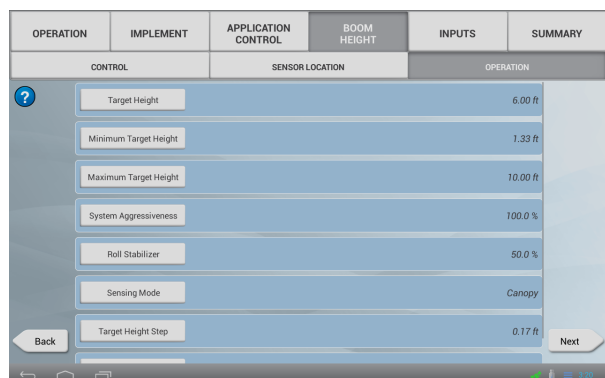 OPERATION IMPLEMENT APPLICATION CONTROL BOOM HEIGHT INPUTS SUMMARY
CONTROL SENSOR LOCATION OPERATION
?
Target Height 6.00 ft
Minimum Target Height 1.33 ft
Maximum Target Height 10.00 ft
System Aggressiveness 100.0 %
Roll Stabilizer 50.0 %
Sensing Mode Canopy
Target Height Step 0.17 ft
Back Next